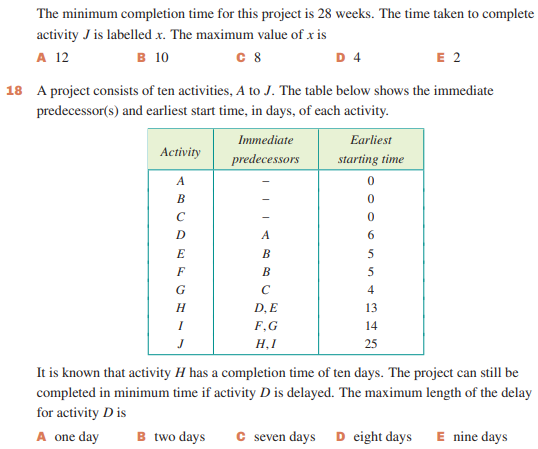 The minimum completion time for this project is 28 weeks. The time taken to complete
activity J is labelled x. The maximum value of x is
A 12 B 10 C 8 D 4 E 2
18 A project consists of ten activities, A to J. The table below shows the immediate
predecessor(s) and earliest start time, in days, of each activity.
Activity Immediate predecessors Earliest starting time
A – 0
B – 0
C – 0
D A 6
E B 5
F B 5
G C 4
H D, E 13
I F, G 14
J H, I 25
It is known that activity H has a completion time of ten days. The project can still be
completed in minimum time if activity D is delayed. The maximum length of the delay
for activity D is
A one day B two days C seven days D eight days E nine days